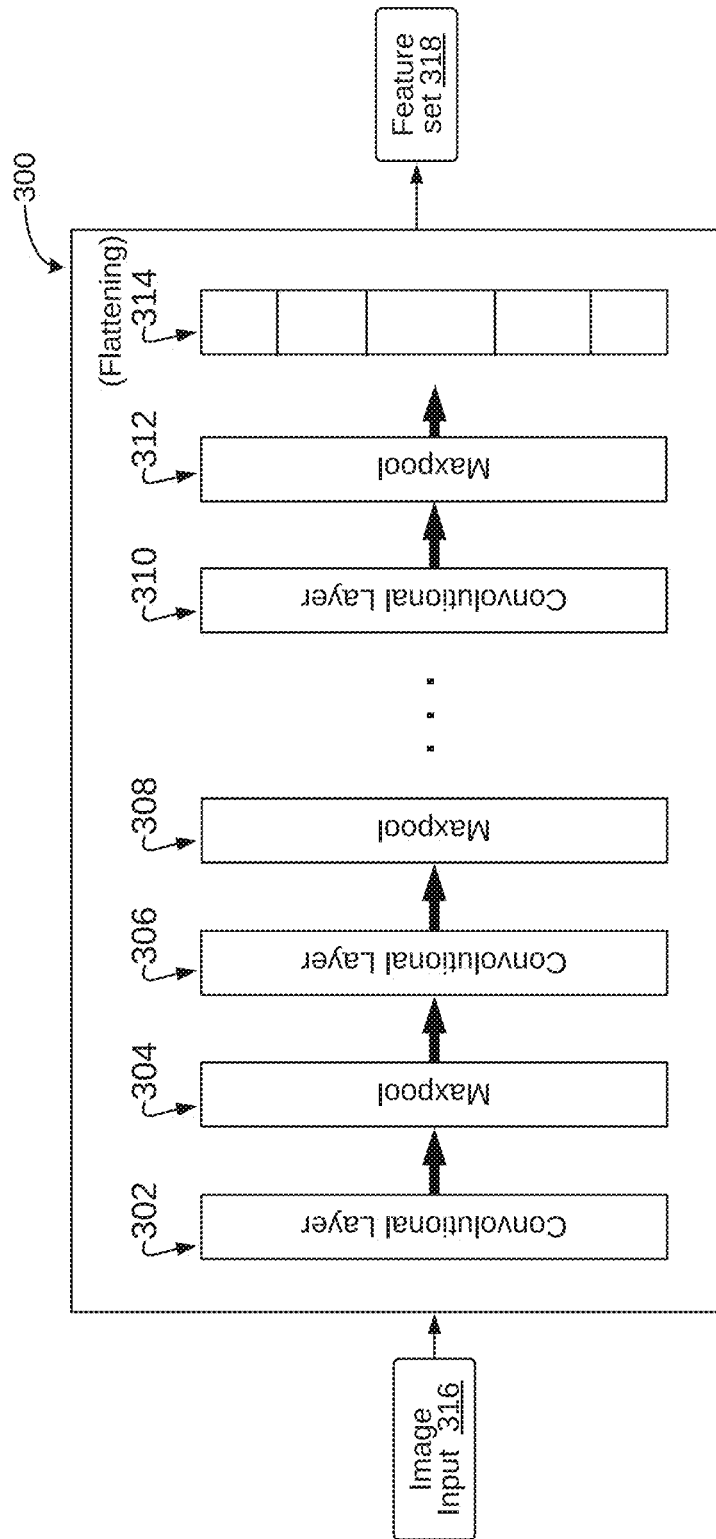 300
(Flattening)
302
304
306
308
310
312
314
Image
Input 316
Convolutional Layer
Maxpool
Convolutional Layer
Maxpool
. . .
Convolutional Layer
Maxpool
Feature
set 318